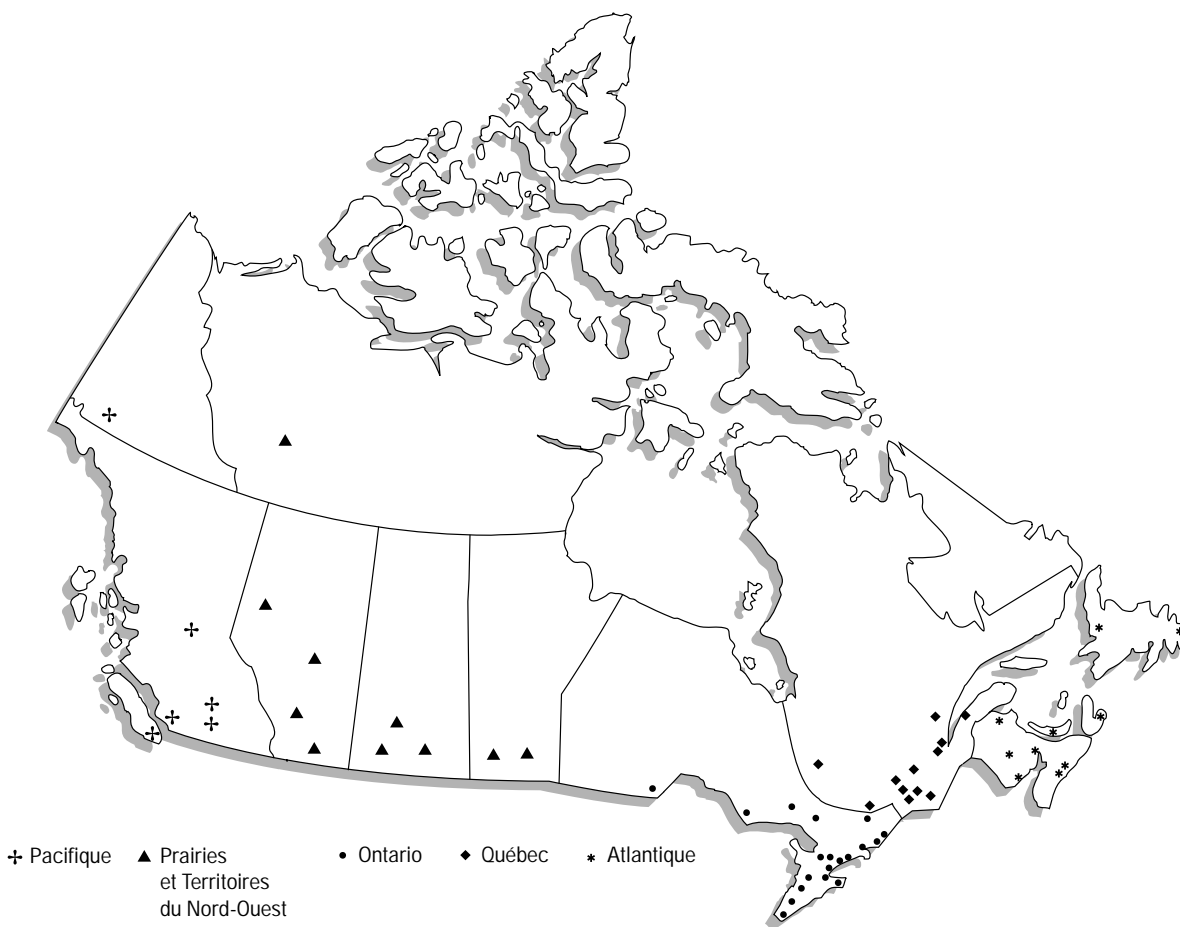 Pacifique
Prairies
et Territoires
du Nord-Ouest
Ontario
Québec
Atlantique